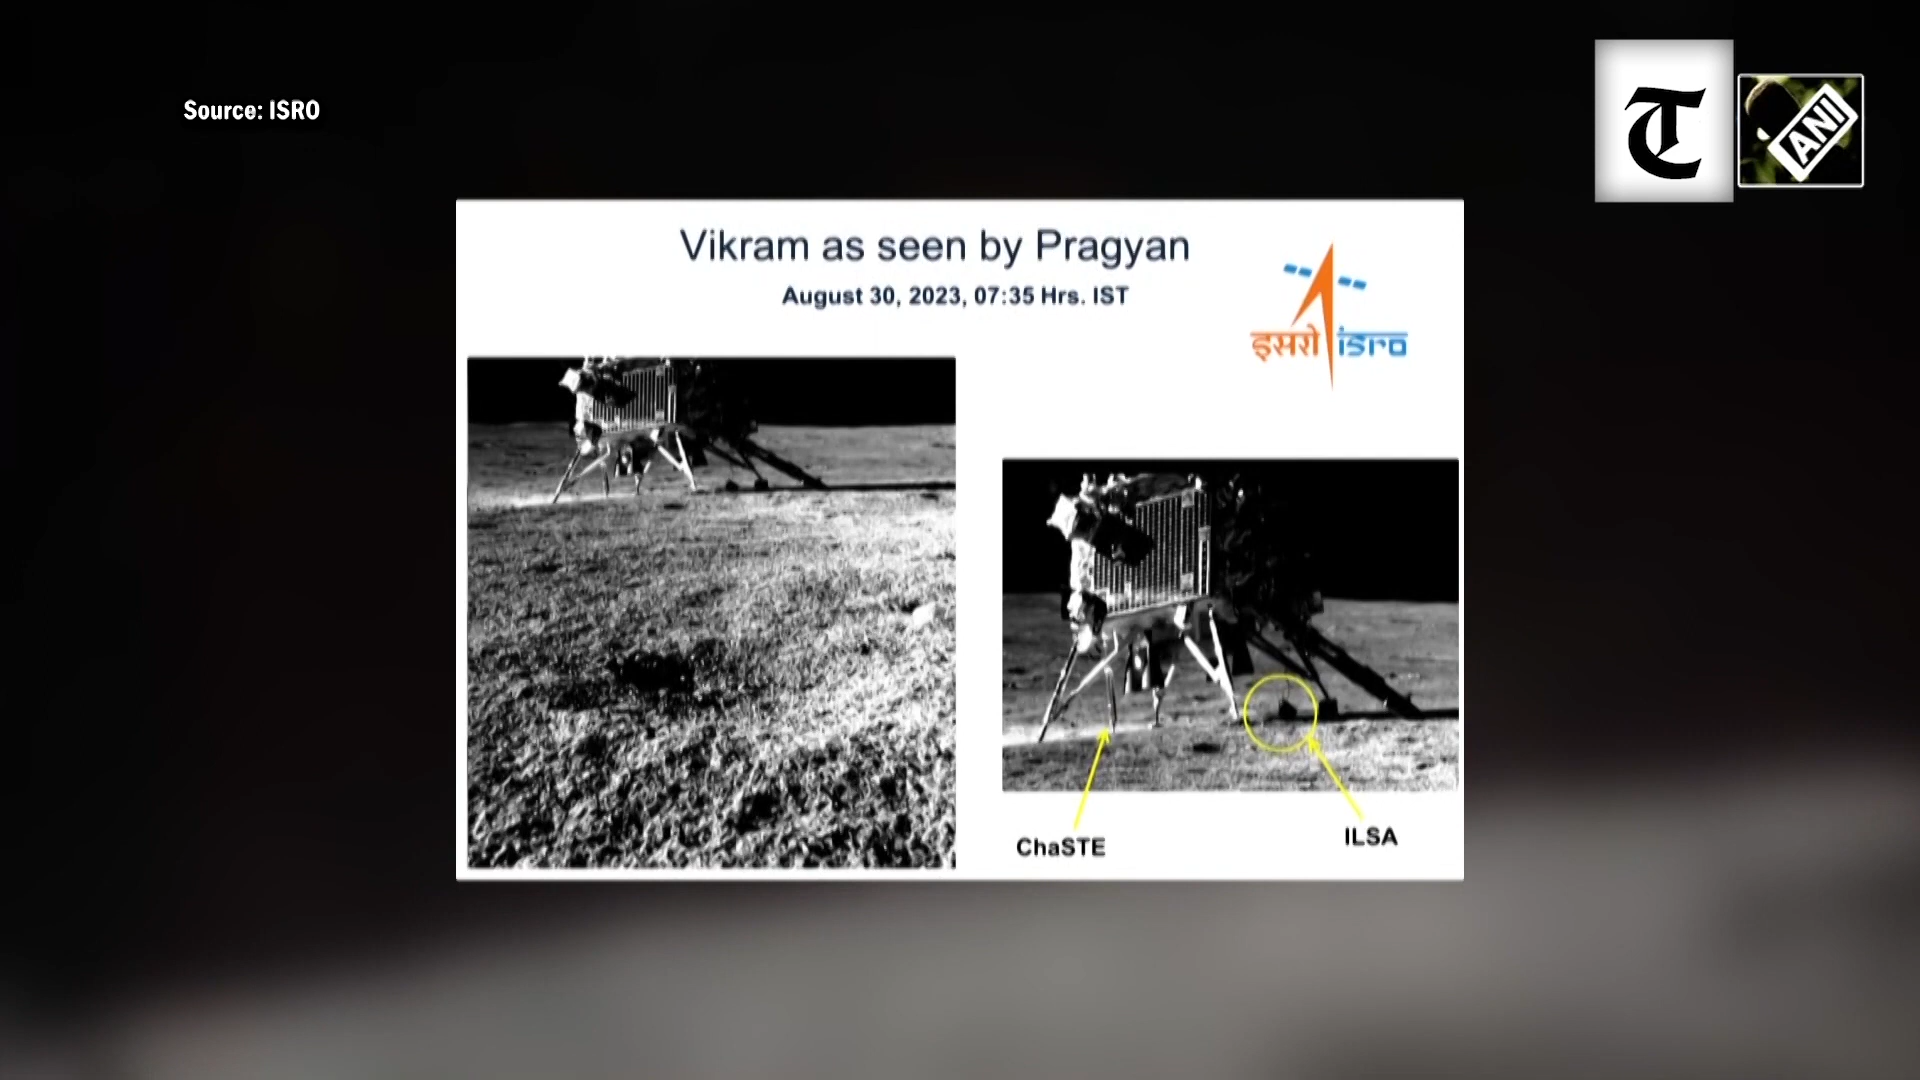 Source: ISRO
T
ANI
Vikram as seen by Pragyan
August 30, 2023, 07:35 Hrs. IST
इसरो isro
ChaSTE
ILSA